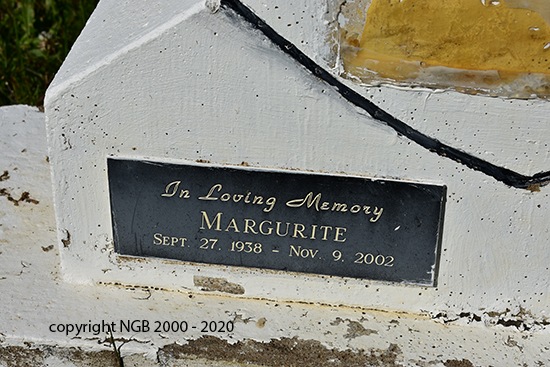 In Loving Memory
MARGURITE
SEPT. 27, 1938 - NOV. 9, 2002
copyright NGB 2000 - 2020